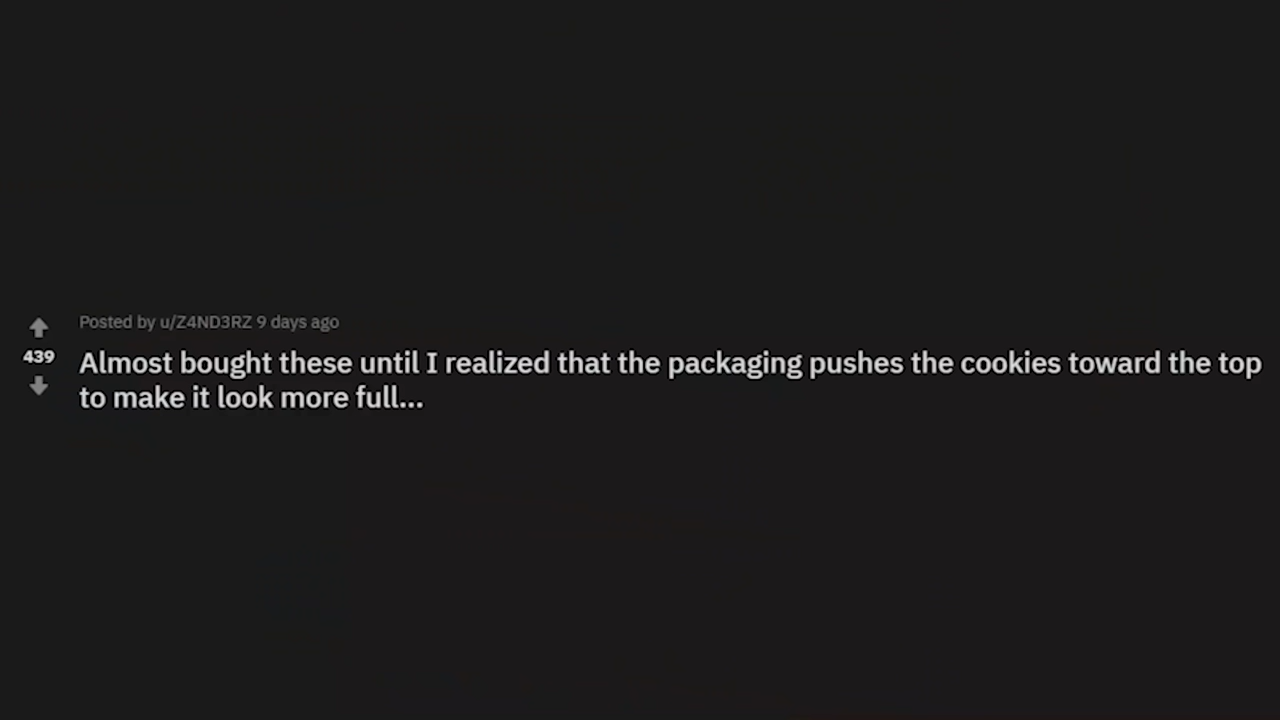 Posted by u/Z4ND3RZ 9 days ago
439
Almost bought these until I realized that the packaging pushes the cookies toward the top
to make it look more full...